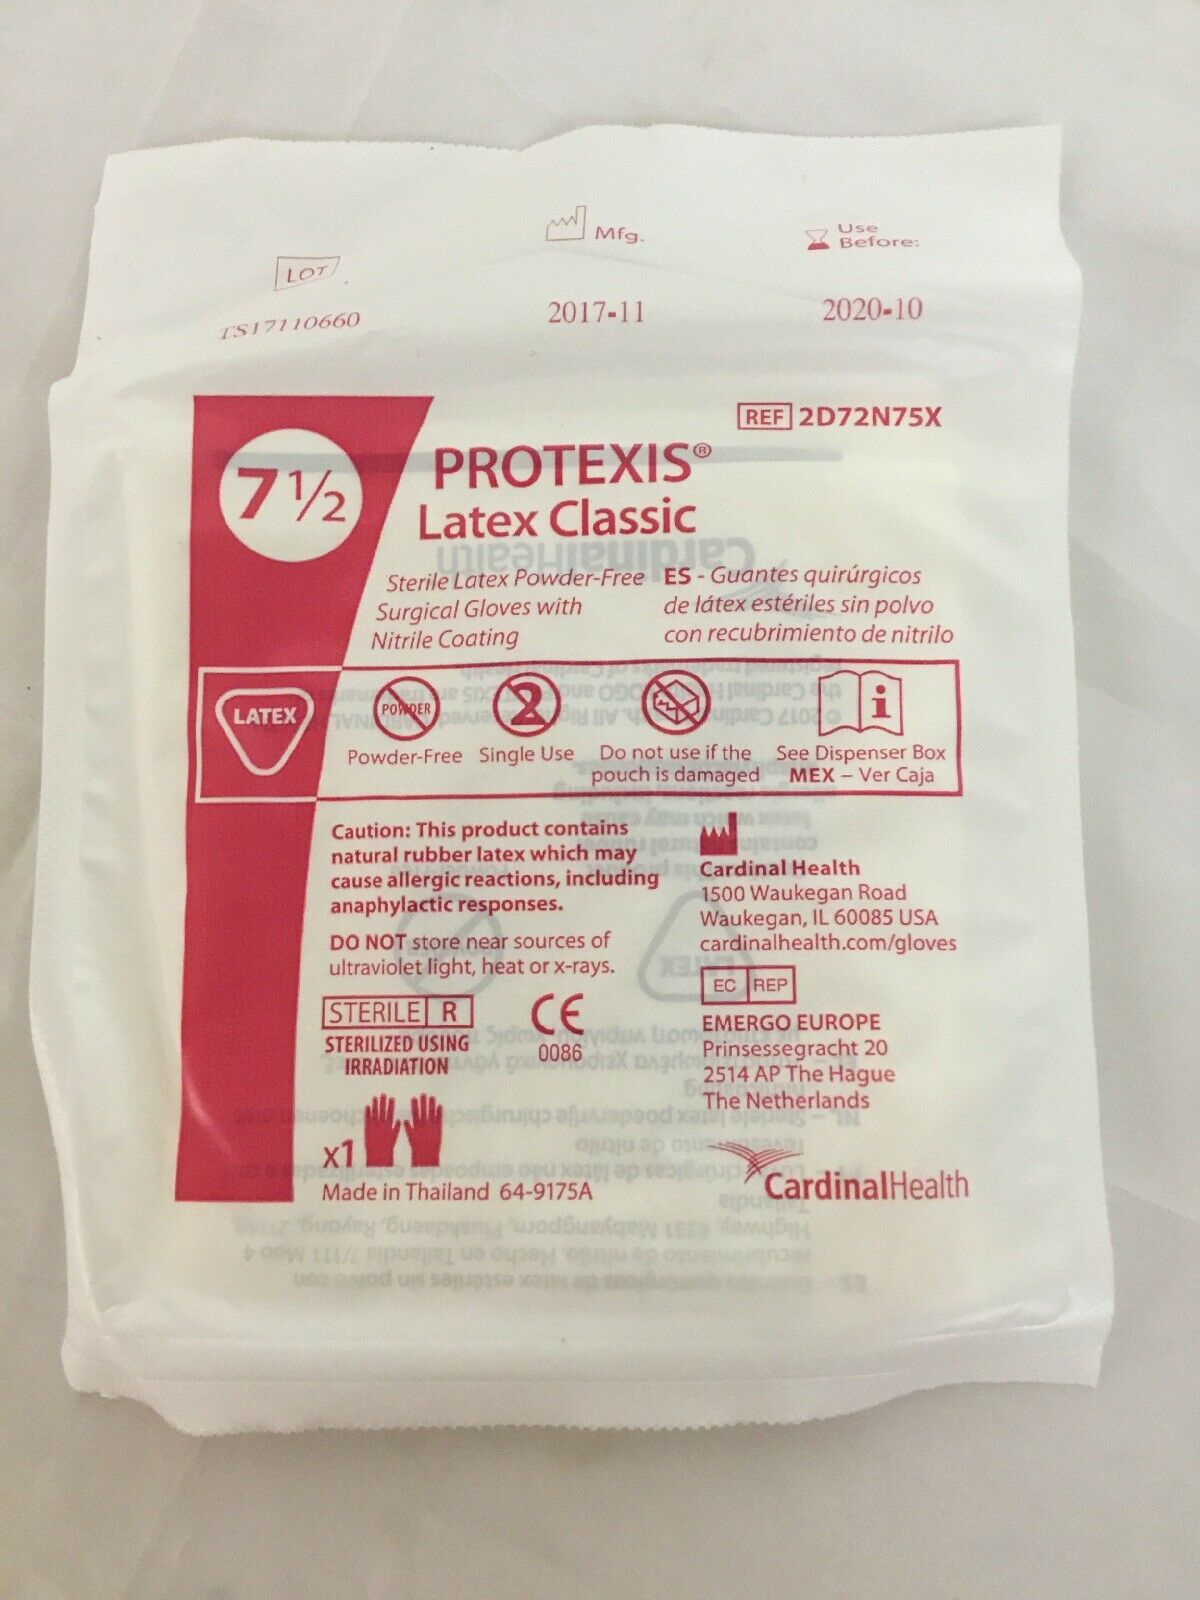 LOT
TS17110660
Mfg.
2017-11
Use
Before:
2020-10
REF 2D72N75X
7 ½
PROTEXIS®
Latex Classic
Sterile Latex Powder-Free
Surgical Gloves with
Nitrile Coating
ES - Guantes quirúrgicos
de látex estériles sin polvo
con recubrimiento de nitrilo
LATEX
POWDER
Powder-Free
2
Single Use
Do not use if the
pouch is damaged
i
See Dispenser Box
MEX – Ver Caja
Caution: This product contains
natural rubber latex which may
cause allergic reactions, including
anaphylactic responses.
DO NOT store near sources of
ultraviolet light, heat or x-rays.
STERILE R
STERILIZED USING
IRRADIATION
CE
0086
x1
Made in Thailand 64-9175A
Cardinal Health
1500 Waukegan Road
Waukegan, IL 60085 USA
cardinalhealth.com/gloves
EC REP
EMERGO EUROPE
Prinsessegracht 20
2514 AP The Hague
The Netherlands
CardinalHealth